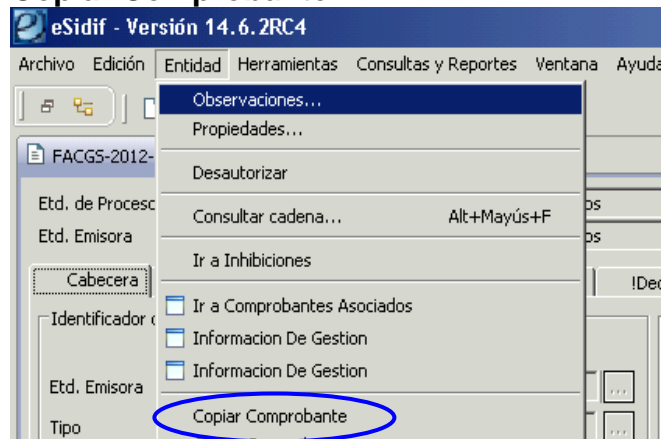 eSidif - Versión 14.6.2RC4
Archivo Edición Entidad Herramientas Consultas y Reportes Ventana Ayuda
Observaciones...
Propiedades...
FACGS-2012-
Desautorizar
Etd. de Proceso
Consultar cadena... Alt+Mayús+F
Etd. Emisora
Ir a Inhibiciones
Cabecera
Ir a Comprobantes Asociados
Identificador
Informacion De Gestion
Informacion De Gestion
Etd. Emisora
...
Copiar Comprobante
Tipo
...